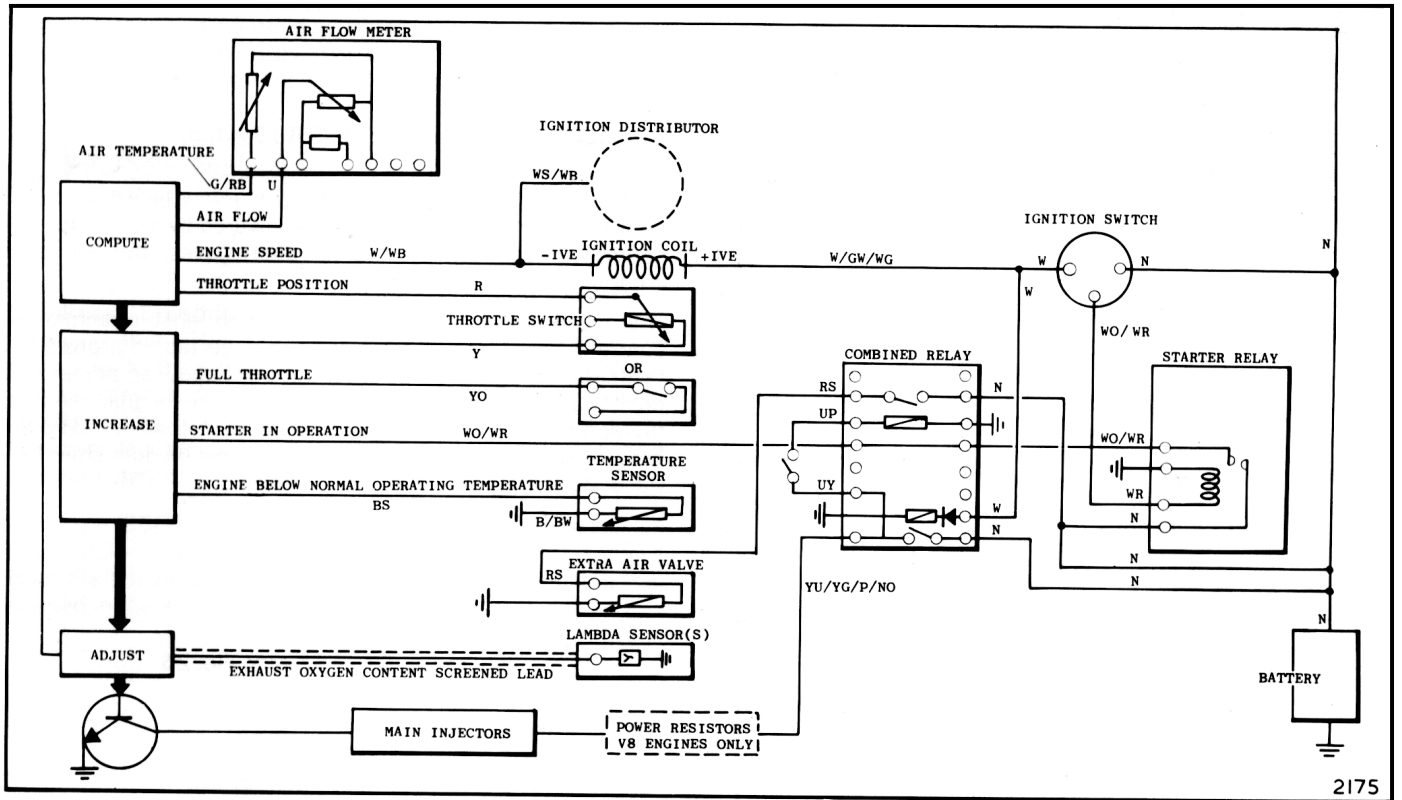 AIR FLOW METER
AIR TEMPERATURE
G/RB
U
AIR FLOW
COMPUTE
ENGINE SPEED
W/WB
IGNITION DISTRIBUTOR
WS/WB
-IVE
IGNITION COIL
+IVE
W/GW/WG
IGNITION SWITCH
W
N
N
W
WO/WR
THROTTLE POSITION
R
THROTTLE SWITCH
Y
OR
FULL THROTTLE
YO
INCREASE
STARTER IN OPERATION
WO/WR
COMBINED RELAY
RS
N
UP
UY
W
N
STARTER RELAY
WO/WR
WR
N
N
N
TEMPERATURE
SENSOR
ENGINE BELOW NORMAL OPERATING TEMPERATURE
BS
B/BW
EXTRA AIR VALVE
RS
YU/YG/P/NO
LAMBDA SENSOR(S)
ADJUST
EXHAUST OXYGEN CONTENT SCREENED LEAD
N
BATTERY
MAIN INJECTORS
POWER RESISTORS
V8 ENGINES ONLY
2175